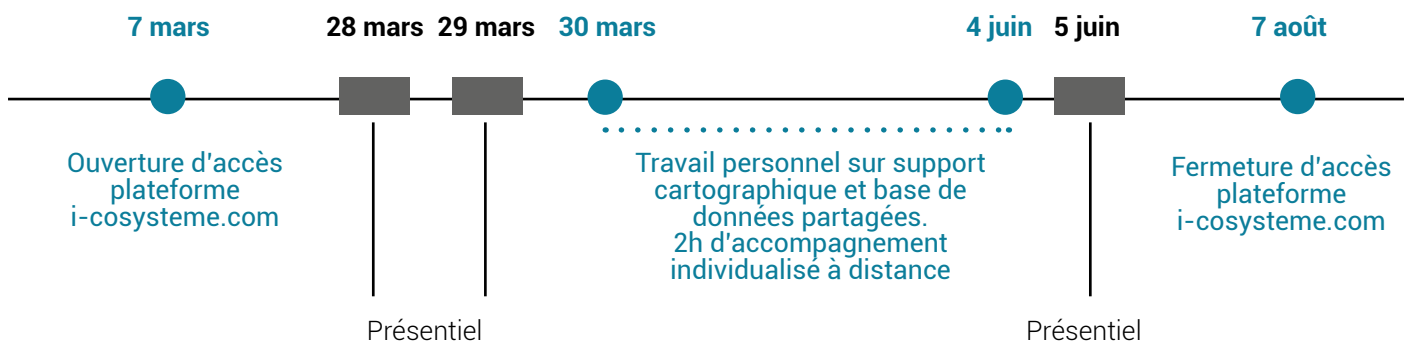 7 mars
28 mars
29 mars
30 mars
4 juin
5 juin
7 août
Ouverture d'accès
plateforme
i-cosysteme.com
Travail personnel sur support
cartographique et base de
données partagées.
2h d'accompagnement
individualisé à distance
Fermeture d'accès
plateforme
i-cosysteme.com
Présentiel
Présentiel